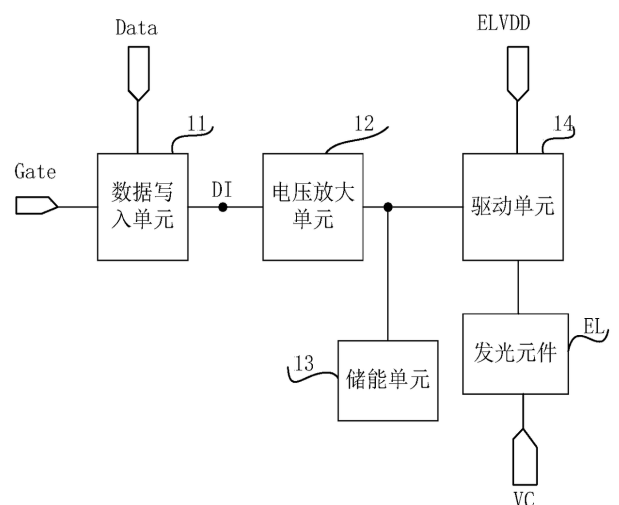 Data
ELVDD
11
12
14
Gate
数据写
入单元
DI
电压放大
单元
驱动单元
13
储能单元
发光元件
EL
VC